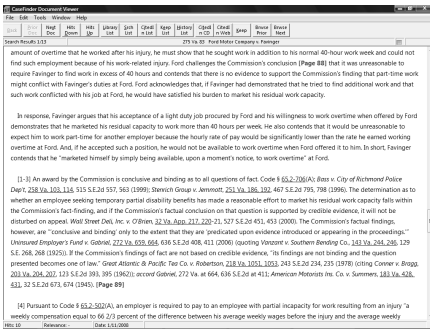 CaseFinder Document Viewer
File Edit Tools Window Help
Back Prev Doc Next Doc Hits Down Hits Up Library List Srch List Citedi n List Keep List History List Citedi n CD Citedi n Web Keep Browse Prior Browse Next
Search Results 1/13 275 Va 83 Ford Motor Company v. Favinger
amount of overtime that he worked after his injury, he must show that he sought work in addition to his normal 40-hour work week and could not
find such employment because of his work-related injury. Ford challenges the Commission's conclusion [Page 88] that it was unreasonable to
require Favinger to find work in excess of 40 hours and contends that there is no evidence to support the Commission's finding that part-time work
might conflict with Favinger's duties at Ford. Ford acknowledges that, if Favinger had demonstrated that he tried to find additional work and that
such work conflicted with his job at Ford, he would have satisfied his burden to market his residual work capacity.
In response, Favinger argues that his acceptance of a light duty job procured by Ford and his willingness to work overtime when offered by Ford
demonstrates that he marketed his residual capacity to work more than 40 hours per week. He also contends that it would be unreasonable to
expect him to work part-time for another employer because the hourly rate of pay would be significantly lower than the rate he earned working
overtime at Ford. And, if he accepted such a position, he would not be available to work overtime when Ford offered it to him. In short, Favinger
contends that he "marketed himself by simply being available, upon a moment's notice, to work overtime" at Ford.
[1-3] An award by the Commission is conclusive and binding as to all questions of fact. Code § 65.2-706(A); Bass v. City of Richmond Police
Dep't, 258 Va. 103, 114, 515 S.E.2d 557, 563 (1999); Stenrich Group v. Jemmott, 251 Va. 186, 192, 467 S.E.2d 795, 798 (1996). The determination as to
whether an employee seeking temporary partial disability benefits has made a reasonable effort to market his residual work capacity falls within
the Commission's fact-finding, and if the Commission's factual conclusion on that question is supported by credible evidence, it will not be
disturbed on appeal. Wall Street Deli, Inc. v. O'Brien, 32 Va. App. 217, 220-21, 527 S.E.2d 451, 453 (2000). The Commission's factual findings,
however, are "'conclusive and binding' only to the extent that they are 'predicated upon evidence introduced or appearing in the proceedings.'"
Uninsured Employer's Fund v. Gabriel, 272 Va. 659, 664, 636 S.E.2d 408, 411 (2006) (quoting Vanzant v. Southern Bending Co., 143 Va. 244, 246, 129
S.E. 268, 268 (1925)). If the Commission's findings of fact are not based on credible evidence, "its findings are not binding and the question
presented becomes one of law." Great Atlantic & Pacific Tea Co. v. Robertson, 218 Va. 1051, 1053, 243 S.E.2d 234, 235 (1978) (citing Conner v. Bragg,
203 Va. 204, 207, 123 S.E.2d 393, 395 (1962)); accord Gabriel, 272 Va. at 664, 636 S.E.2d at 411; American Motorists Ins. Co. v. Summers, 183 Va. 428,
431, 32 S.E.2d 673, 674 (1945). [Page 89]
[4] Pursuant to Code § 65.2-502(A), an employer is required to pay to an employee with partial incapacity for work resulting from an injury "a
weekly compensation equal to 66 2/3 percent of the difference between his average weekly wages before the injury and the average weekly
Hits: 10 Relevance: - Date: 1/11/2008